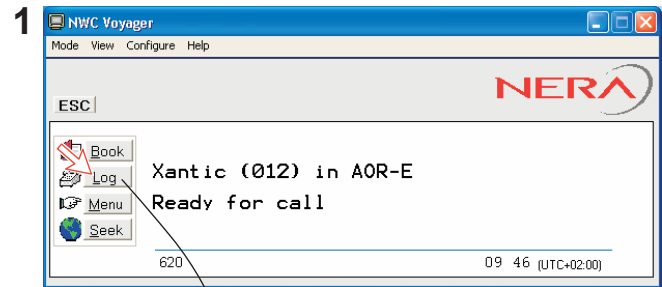 1
NWC Voyager
Mode View Configure Help
NERA
ESC
Book
Log
Menu
Seek
Xantic (012) in AOR-E
Ready for call
620
09 46 (UTC+02:00)